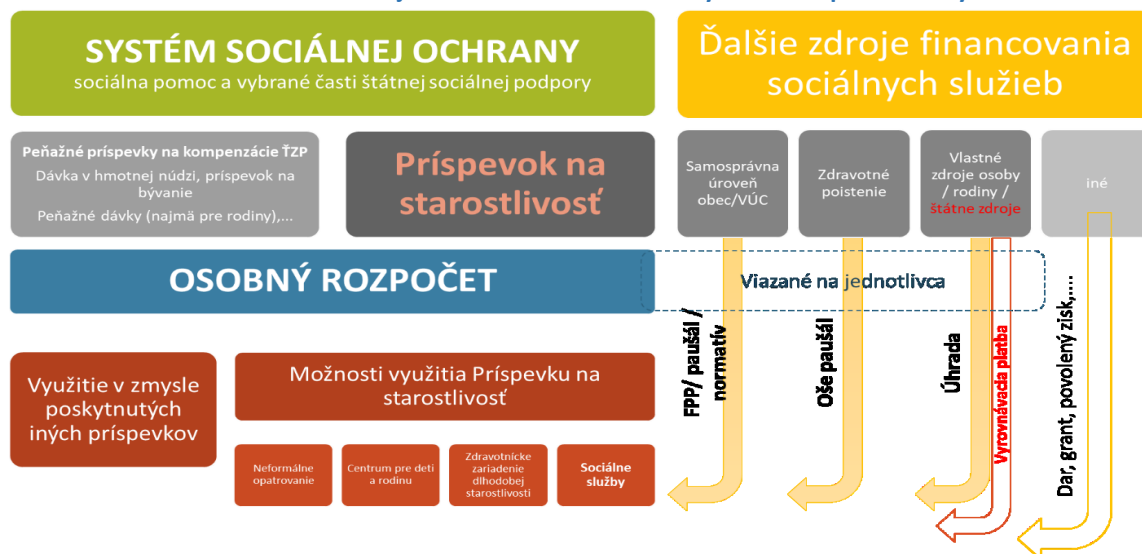 SYSTÉM SOCIÁLNEJ OCHRANY
sociálna pomoc a vybrané časti štátnej sociálnej podpory
Ďalšie zdroje financovania
sociálnych služieb
Peňažné príspevky na kompenzácie ŤZP
Dávka v hmotnej núdzi, príspevok na
bývanie
Peňažné dávky (najmä pre rodiny),...
Príspevok na
starostlivosť
Samosprávna
úroveň
obec/VÚC
Zdravotné
poistenie
Vlastné
zdroje osoby
/ rodiny /
štátne zdroje
iné
OSOBNÝ ROZPOČET
Viazané na jednotlivca
FPP/ paušál /
normatív
Oše paušál
Úhrada
Vyrovnávacia platba
Dar, grant, povolený zisk,....
Využitie v zmysle
poskytnutých
iných príspevkov
Možnosti využitia Príspevku na
starostlivosť
Neformálne
opatrovanie
Centrum pre deti
a rodinu
Zdravotnícke
zariadenie
dlhodobej
starostlivosti
Sociálne
služby